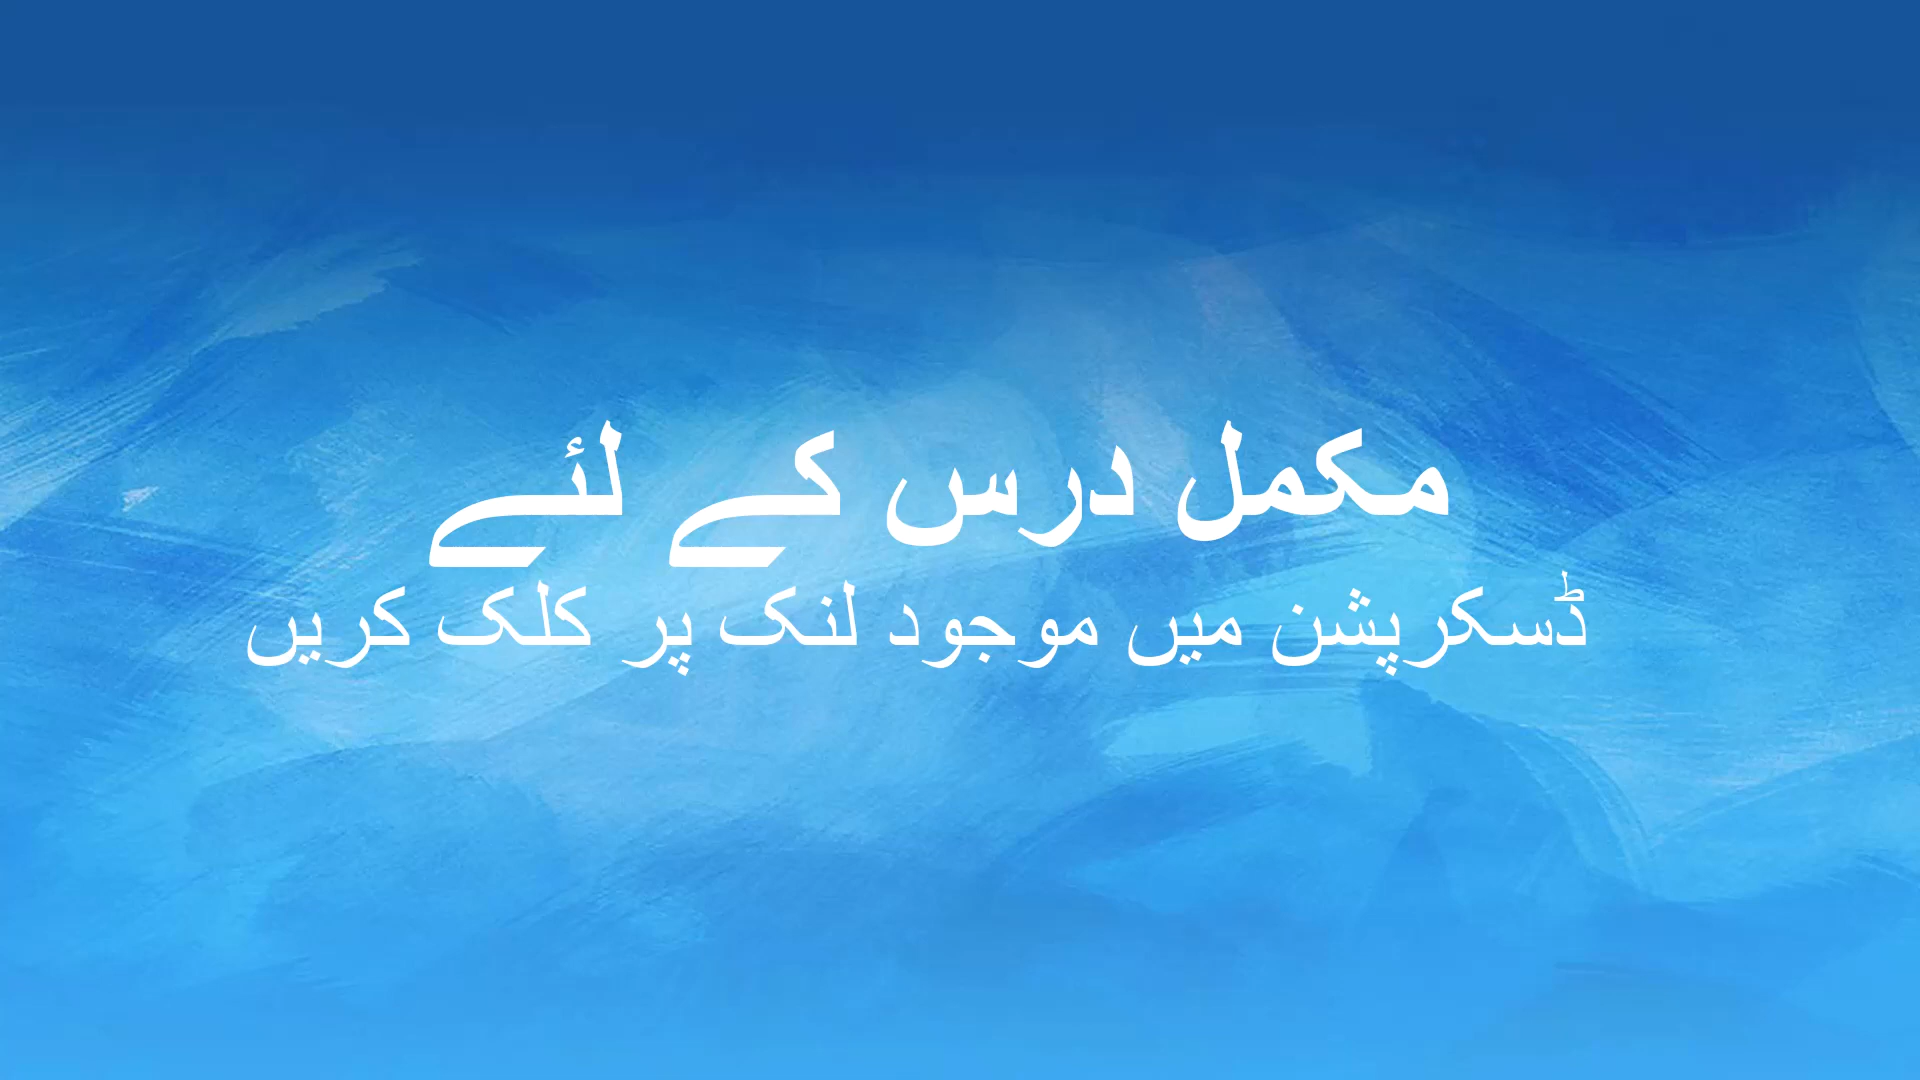 مکمل درس کے لئے
ڈسکرپشن میں موجود لنک پر کلک کریں